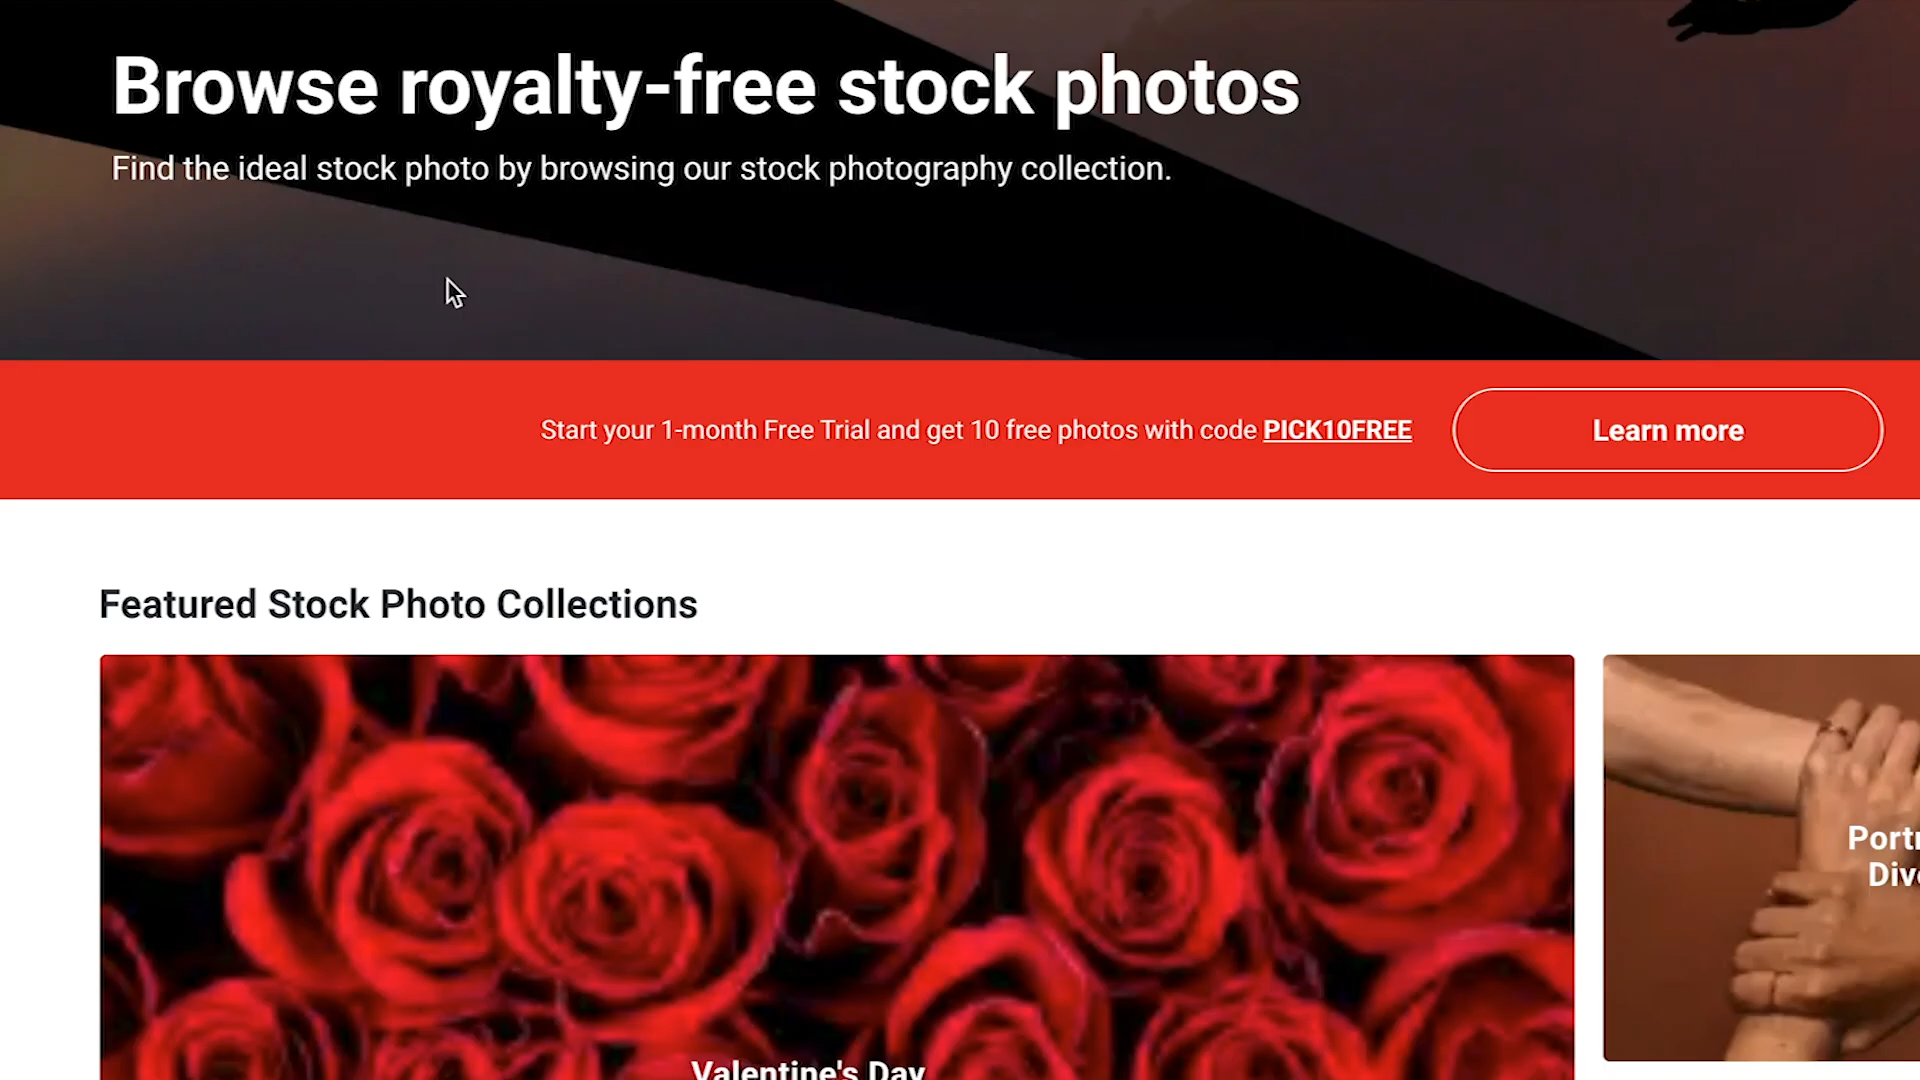 Browse royalty-free stock photos
Find the ideal stock photo by browsing our stock photography collection.
Start your 1-month Free Trial and get 10 free photos with code PICK10FREE
Learn more
Featured Stock Photo Collections
Valentine's Day